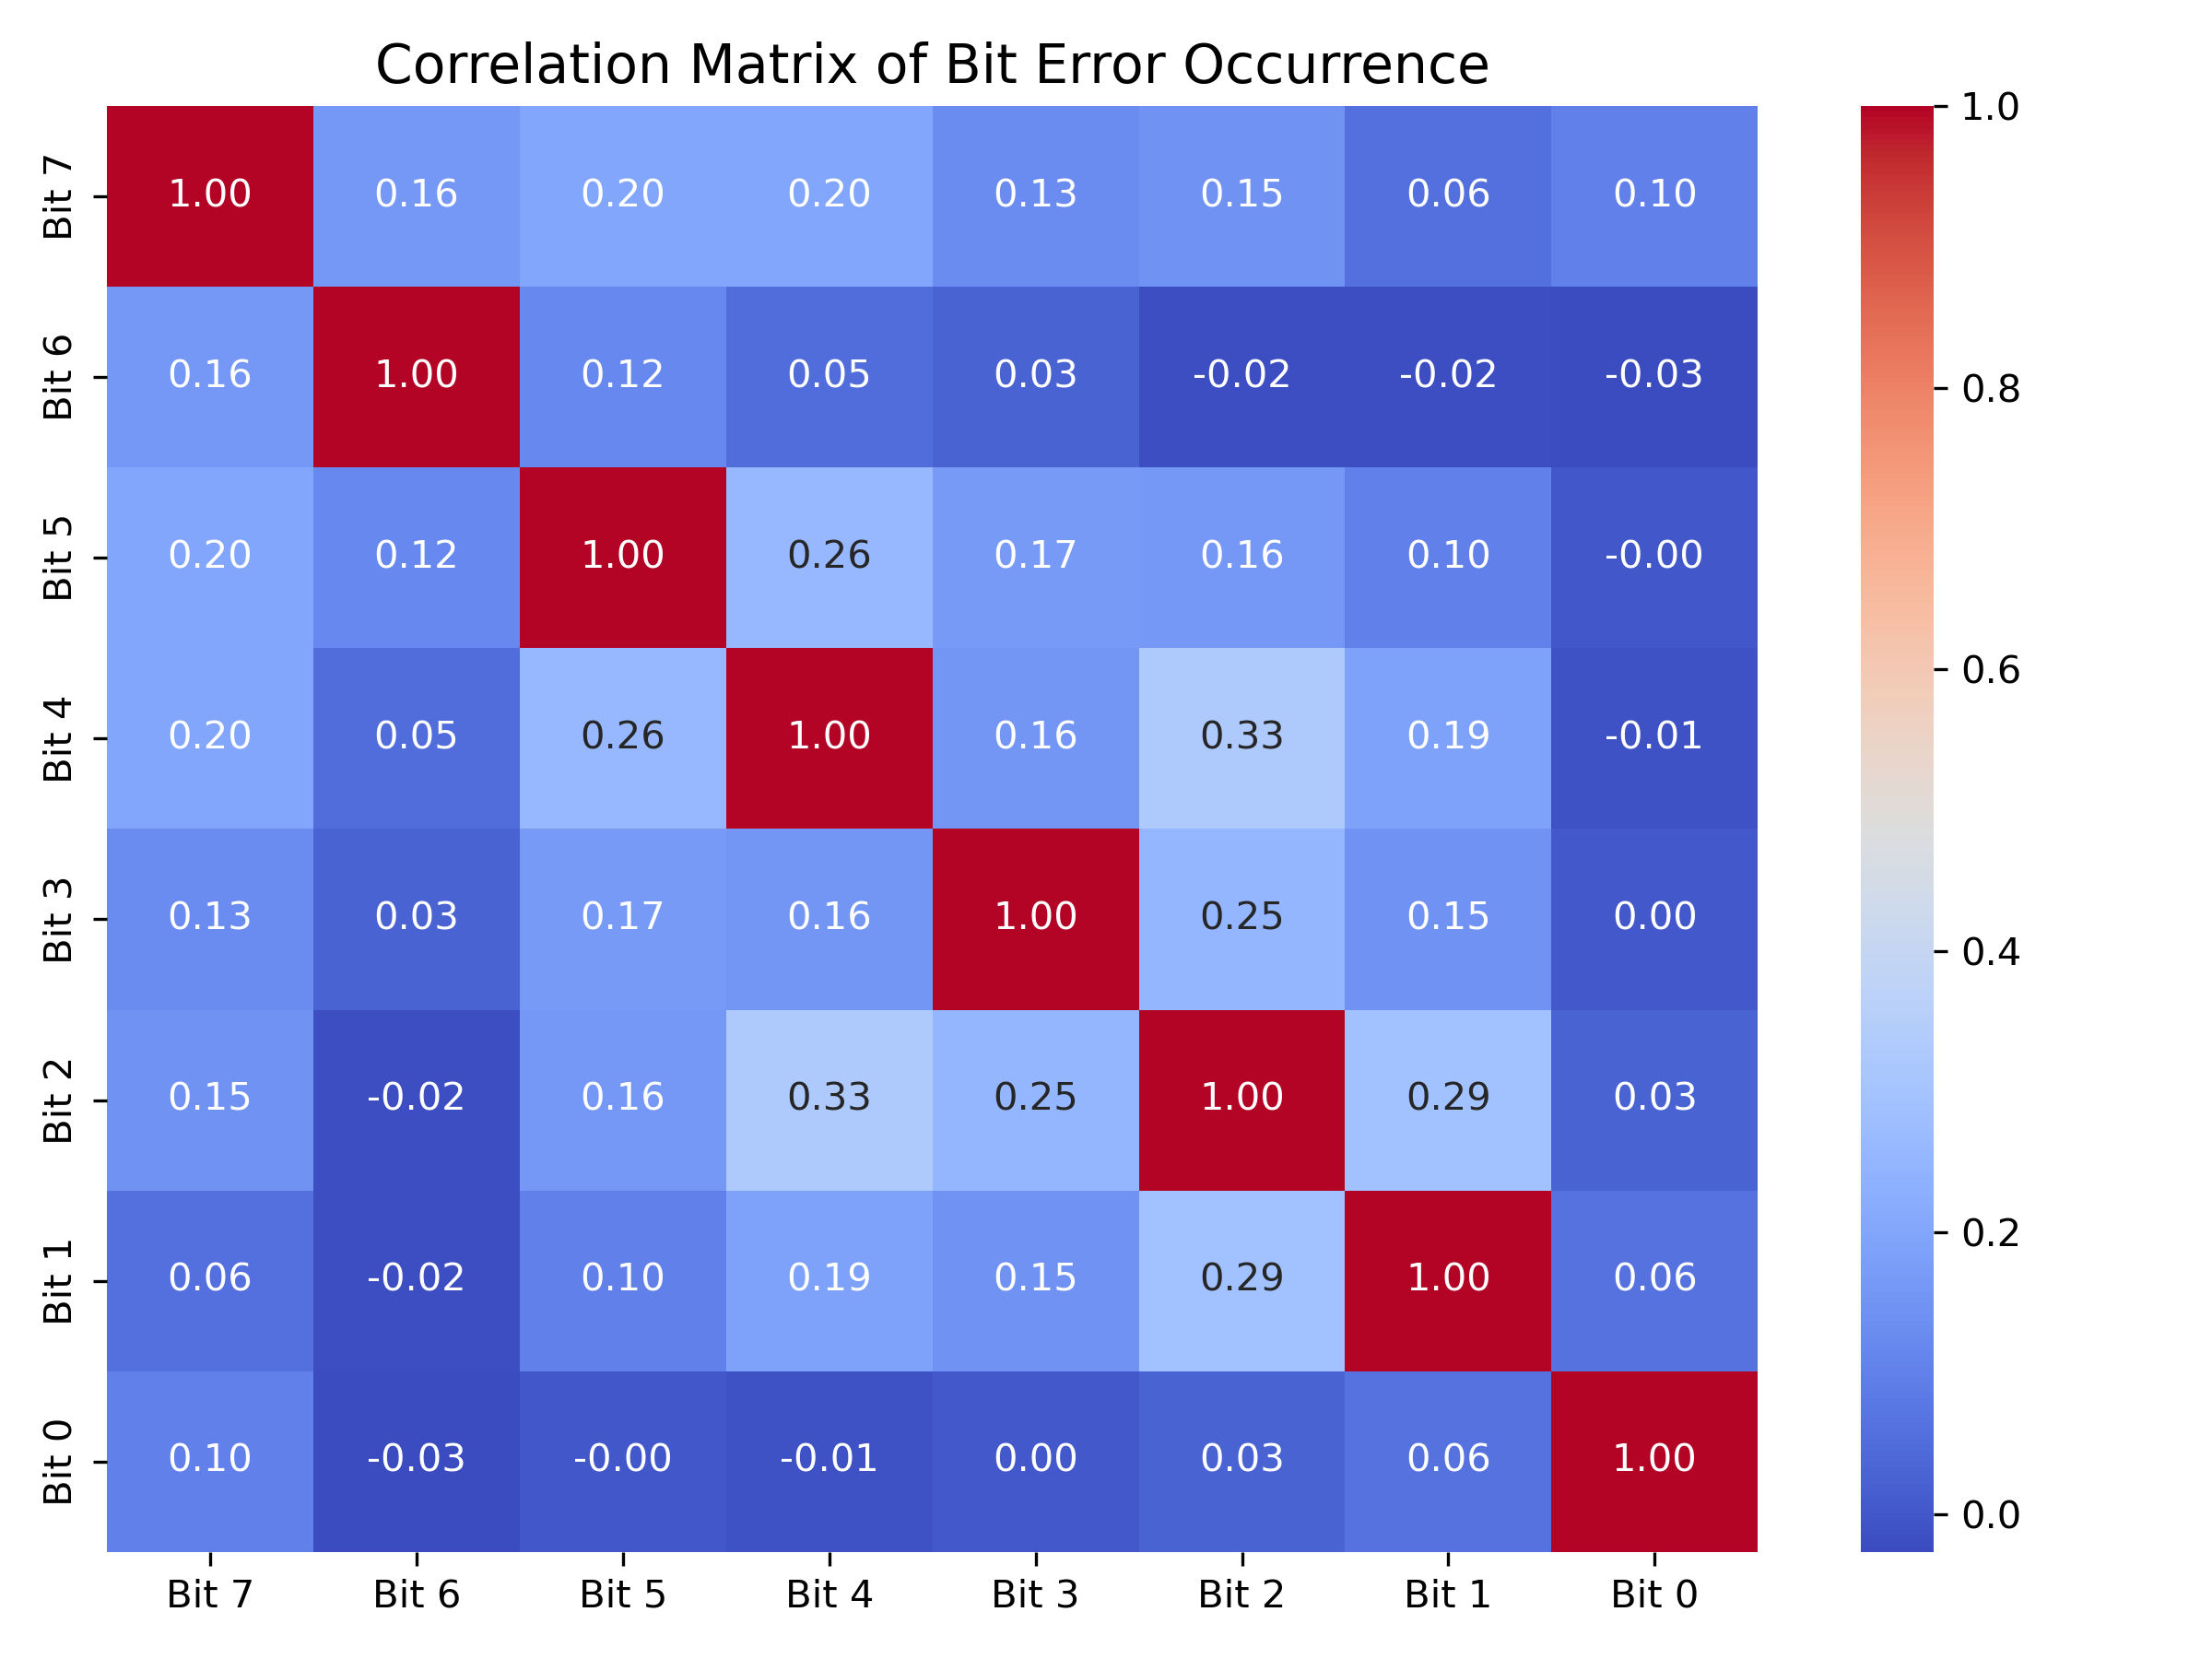 Correlation Matrix of Bit Error Occurrence
Bit 7 1.00 0.16 0.20 0.20 0.13 0.15 0.06 0.10
Bit 6 0.16 1.00 0.12 0.05 0.03 -0.02 -0.02 -0.03
Bit 5 0.20 0.12 1.00 0.26 0.17 0.16 0.10 -0.00
Bit 4 0.20 0.05 0.26 1.00 0.16 0.33 0.19 -0.01
Bit 3 0.13 0.03 0.17 0.16 1.00 0.25 0.15 0.00
Bit 2 0.15 -0.02 0.16 0.33 0.25 1.00 0.29 0.03
Bit 1 0.06 -0.02 0.10 0.19 0.15 0.29 1.00 0.06
Bit 0 0.10 -0.03 -0.00 -0.01 0.00 0.03 0.06 1.00
Bit 7 Bit 6 Bit 5 Bit 4 Bit 3 Bit 2 Bit 1 Bit 0
1.0
0.8
0.6
0.4
0.2
0.0